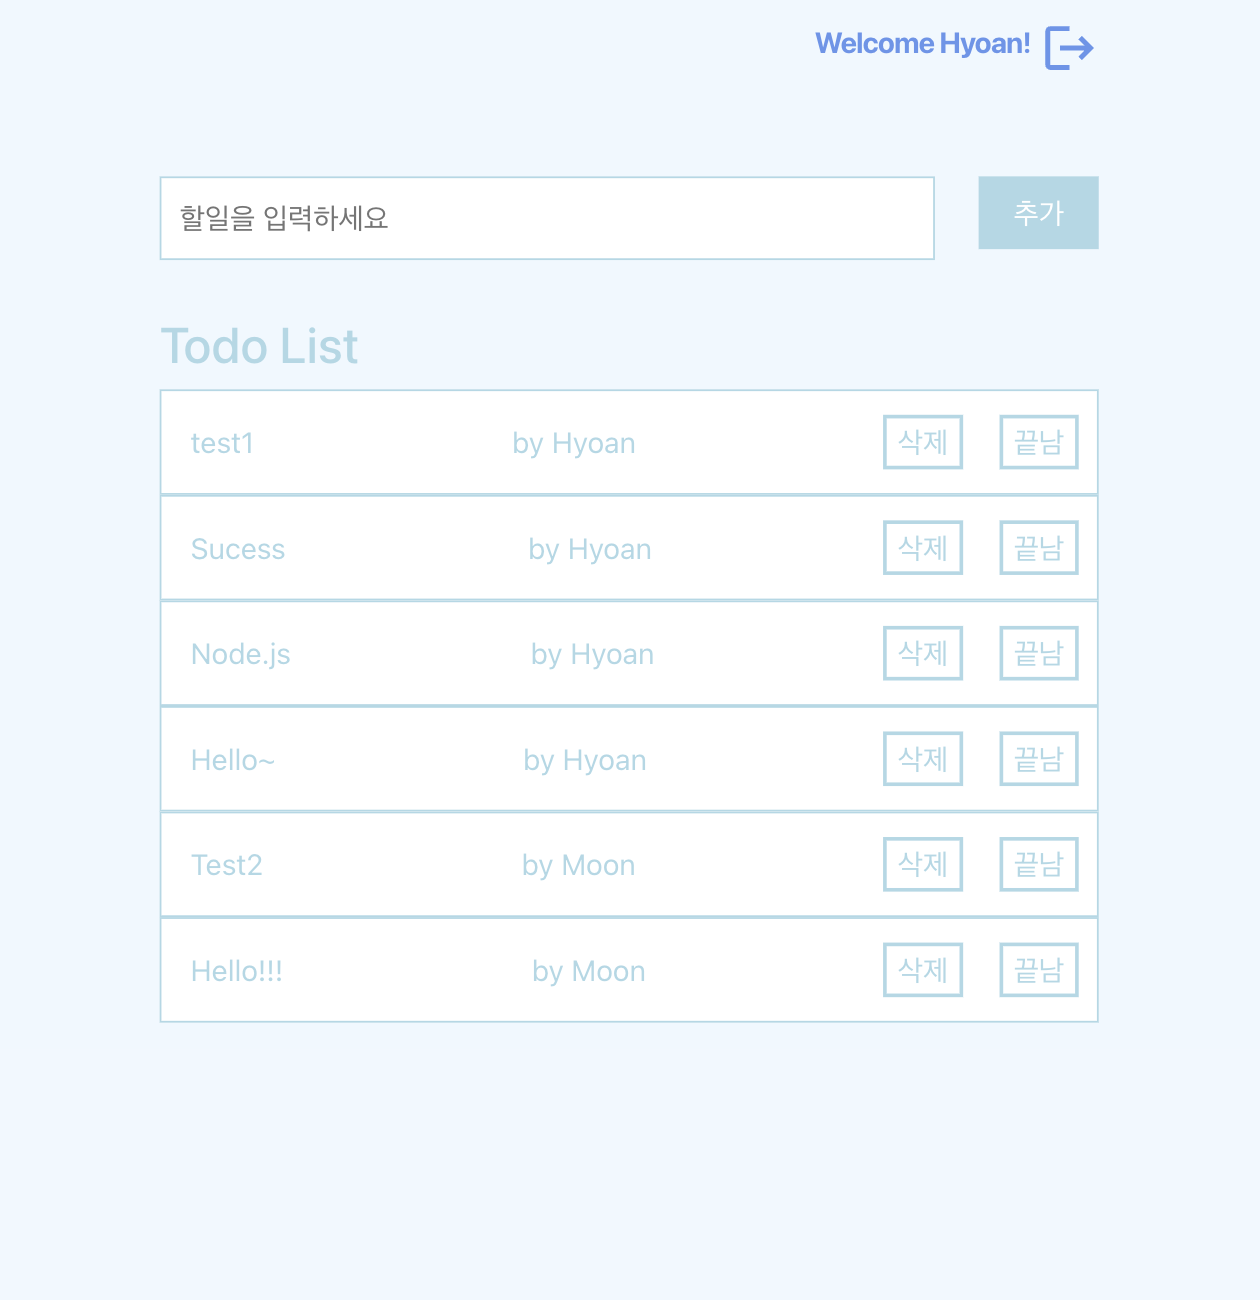 Welcome Hyoan!
할일을 입력하세요 추가
Todo List
test1 by Hyoan 삭제 끝남
Sucess by Hyoan 삭제 끝남
Node.js by Hyoan 삭제 끝남
Hello~ by Hyoan 삭제 끝남
Test2 by Moon 삭제 끝남
Hello!!! by Moon 삭제 끝남